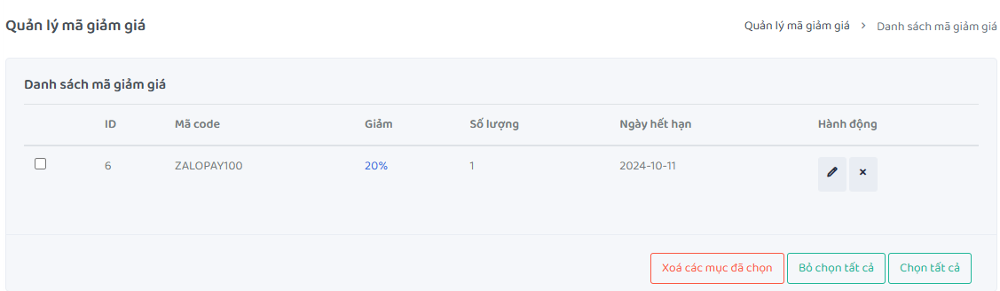 Quản lý mã giảm giá
Quản lý mã giảm giá > Danh sách mã giảm giá
Danh sách mã giảm giá
ID Mã code Giảm Số lượng Ngày hết hạn Hành động
6 ZALOPAY100 20% 1 2024-10-11
Xoá các mục đã chọn Bỏ chọn tất cả Chọn tất cả